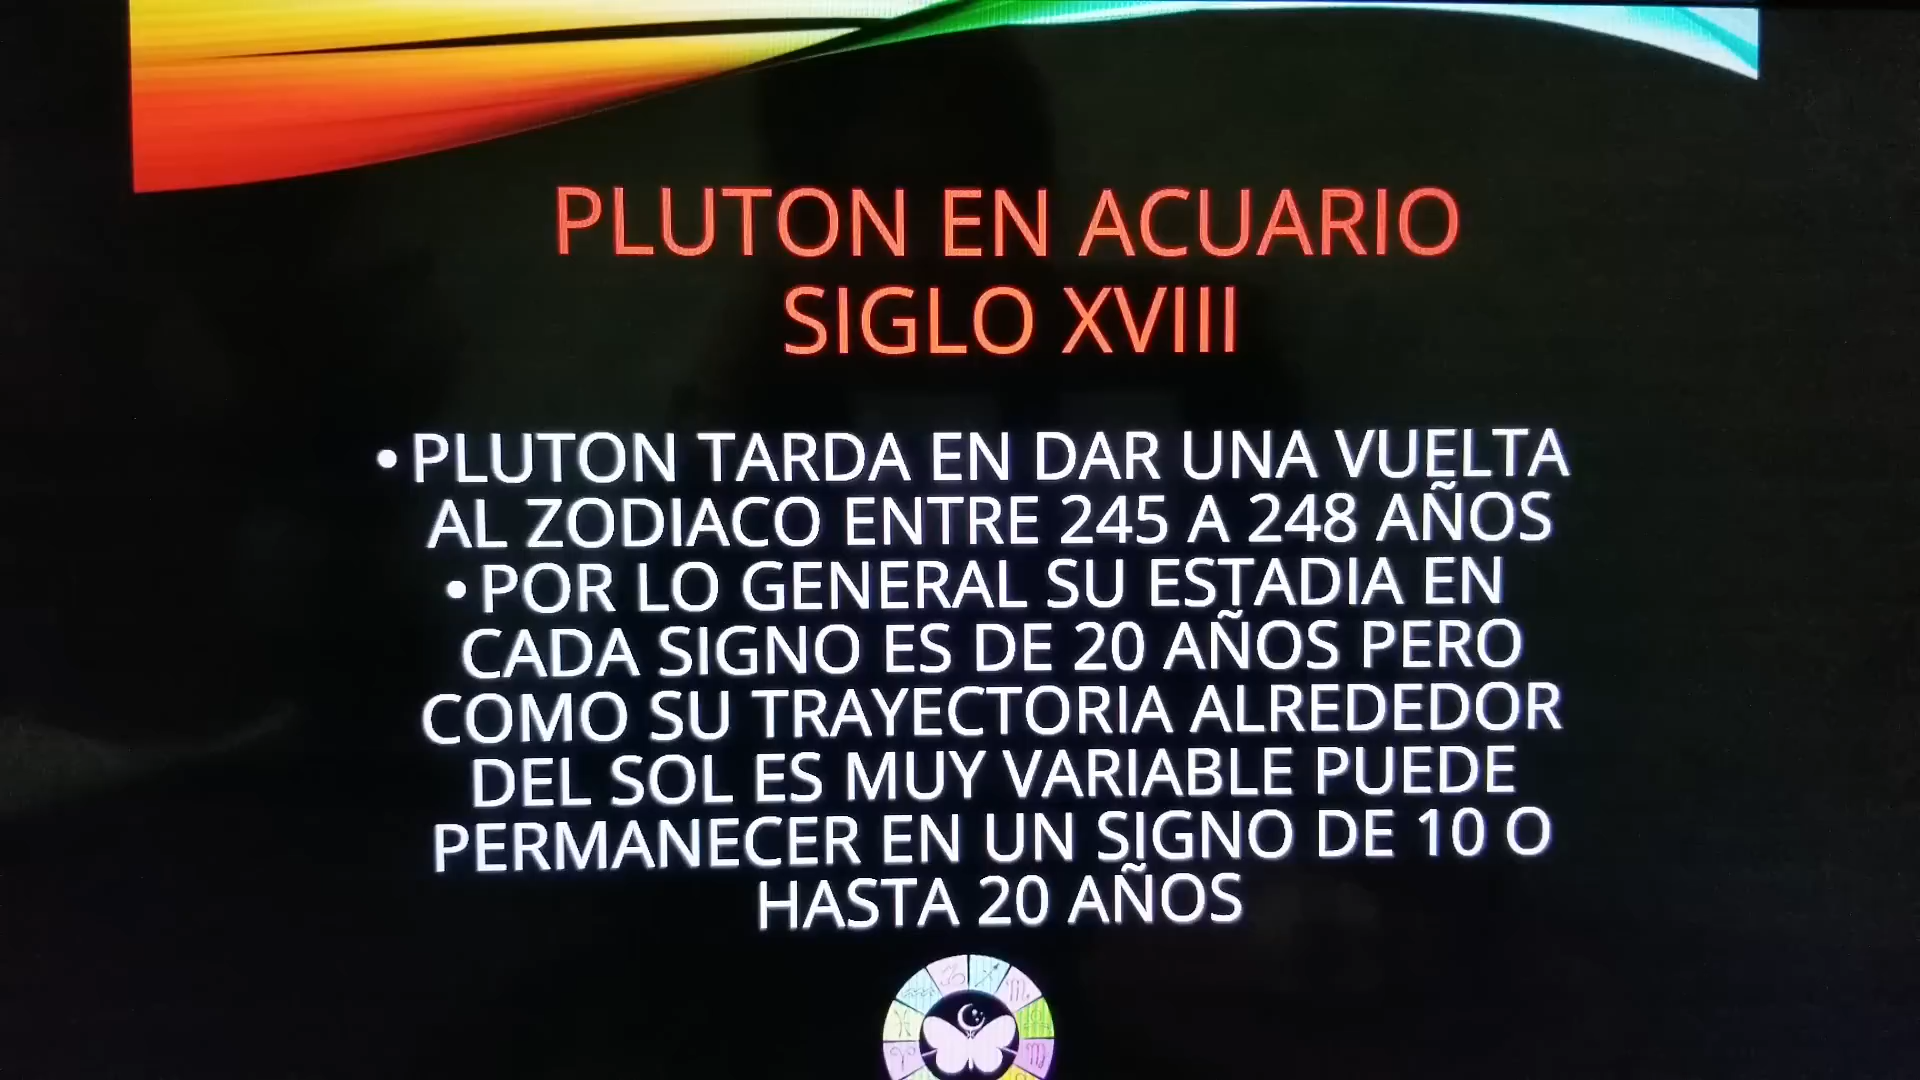 PLUTON EN ACUARIO
SIGLO XVIII
• PLUTON TARDA EN DAR UNA VUELTA
AL ZODIACO ENTRE 245 A 248 AÑOS
• POR LO GENERAL SU ESTADIA EN
CADA SIGNO ES DE 20 AÑOS PERO
COMO SU TRAYECTORIA ALREDEDOR
DEL SOL ES MUY VARIABLE PUEDE
PERMANECER EN UN SIGNO DE 10 O
HASTA 20 AÑOS